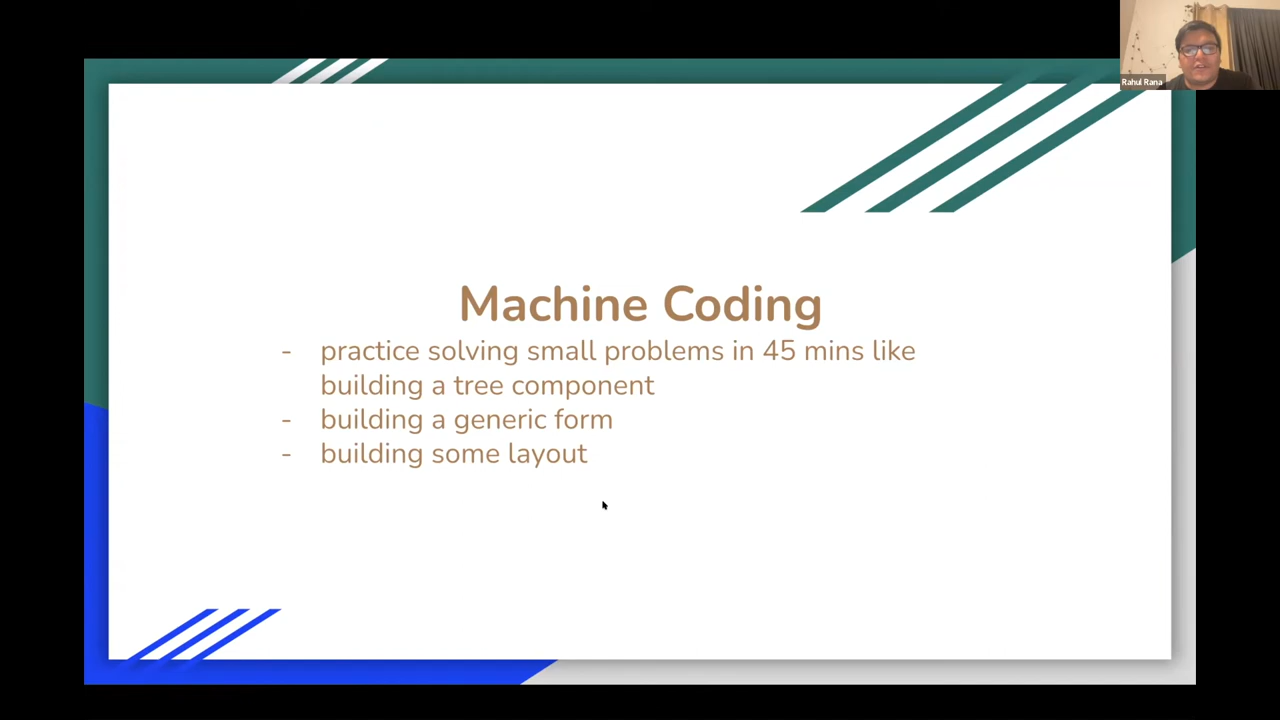 Rahul Rana
Machine Coding
- practice solving small problems in 45 mins like
building a tree component
- building a generic form
- building some layout